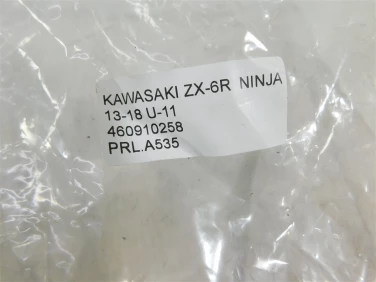 KAWASAKI ZX-6R NINJA
13-18 U-11
460910258
PRL.A535